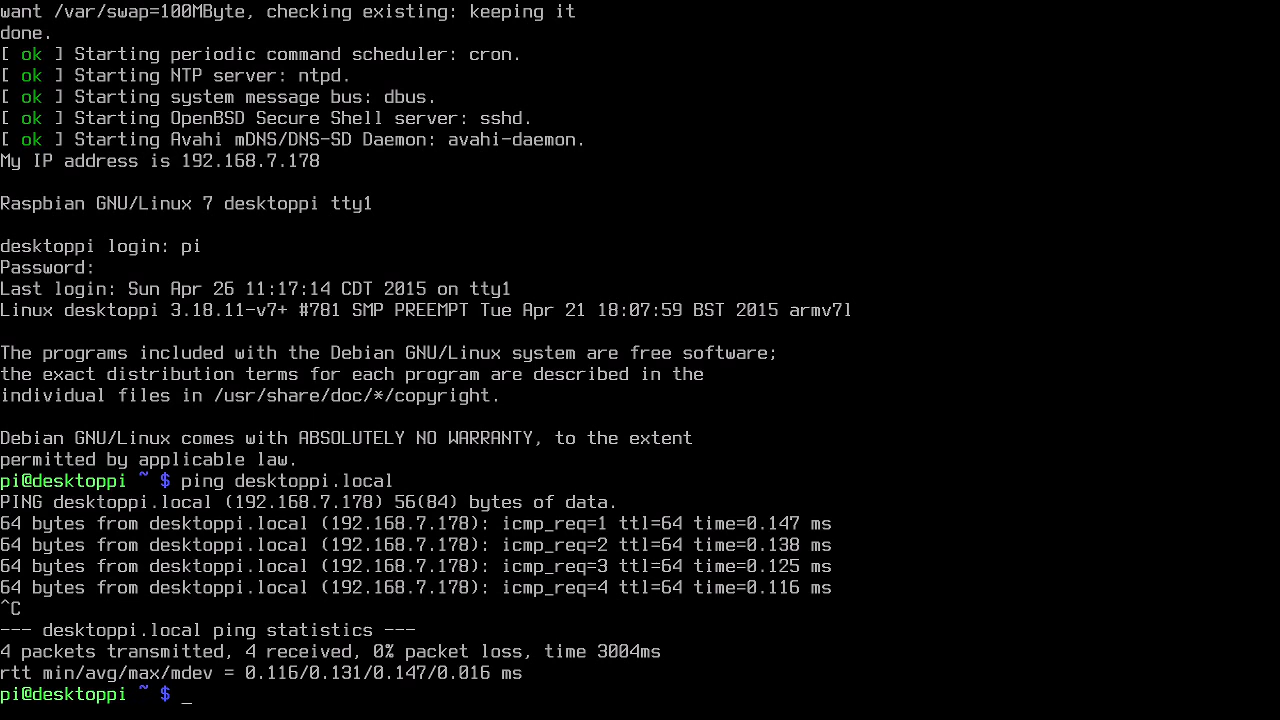 want /var/swap=100MByte, checking existing: keeping it
done.
[ ok ] Starting periodic command scheduler: cron.
[ ok ] Starting NTP server: ntpd.
[ ok ] Starting system message bus: dbus.
[ ok ] Starting OpenBSD Secure Shell server: sshd.
[ ok ] Starting Avahi mDNS/DNS-SD Daemon: avahi-daemon.
My IP address is 192.168.7.178
Raspbian GNU/Linux 7 desktoppi tty1
desktoppi login: pi
Password:
Last login: Sun Apr 26 11:17:14 CDT 2015 on tty1
Linux desktoppi 3.18.11-v7+ #781 SMP PREEMPT Tue Apr 21 18:07:59 BST 2015 armv7l
The programs included with the Debian GNU/Linux system are free software;
the exact distribution terms for each program are described in the
individual files in /usr/share/doc/*/copyright.
Debian GNU/Linux comes with ABSOLUTELY NO WARRANTY, to the extent
permitted by applicable law.
pi@desktoppi ~ $ ping desktoppi.local
PING desktoppi.local (192.168.7.178) 56(84) bytes of data.
64 bytes from desktoppi.local (192.168.7.178): icmp_req=1 ttl=64 time=0.147 ms
64 bytes from desktoppi.local (192.168.7.178): icmp_req=2 ttl=64 time=0.138 ms
64 bytes from desktoppi.local (192.168.7.178): icmp_req=3 ttl=64 time=0.125 ms
64 bytes from desktoppi.local (192.168.7.178): icmp_req=4 ttl=64 time=0.116 ms
^C
--- desktoppi.local ping statistics ---
4 packets transmitted, 4 received, 0% packet loss, time 3004ms
rtt min/avg/max/mdev = 0.116/0.131/0.147/0.016 ms
pi@desktoppi ~ $ _